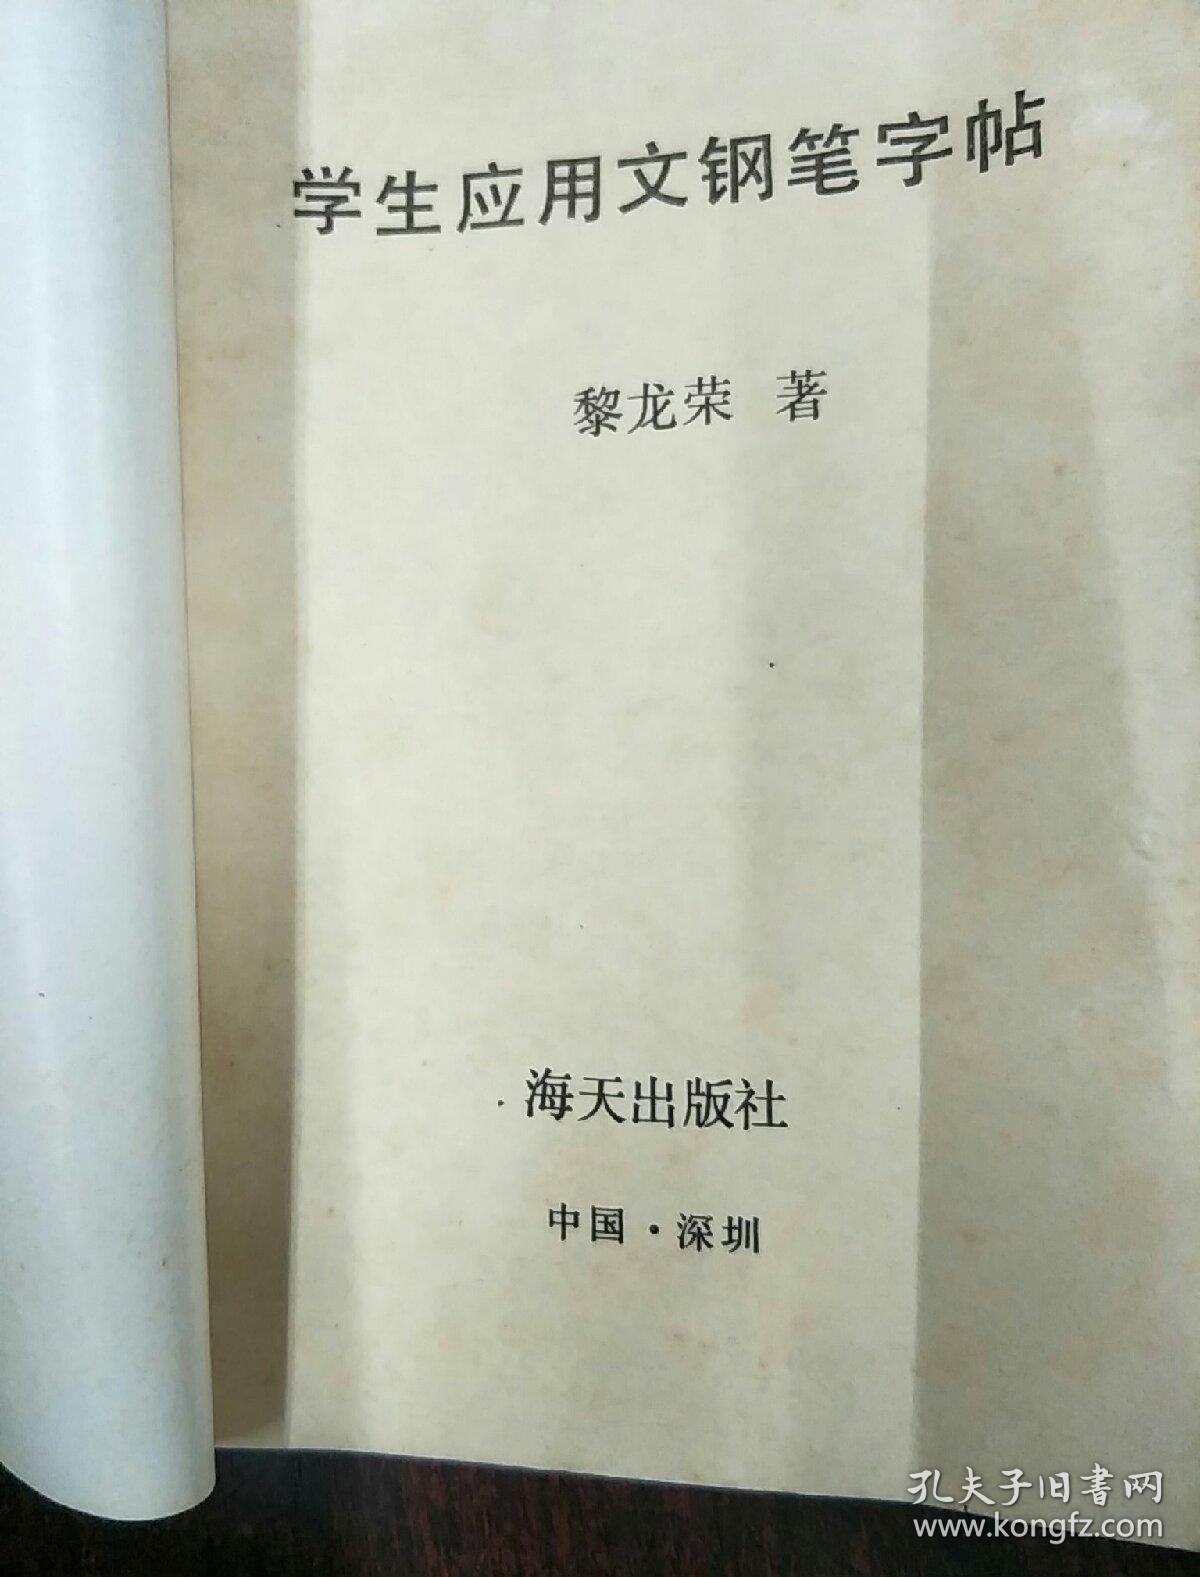 学生应用文钢笔字帖
黎龙荣 著
海天出版社
中国·深圳
孔夫子旧书网
www.kongfz.com